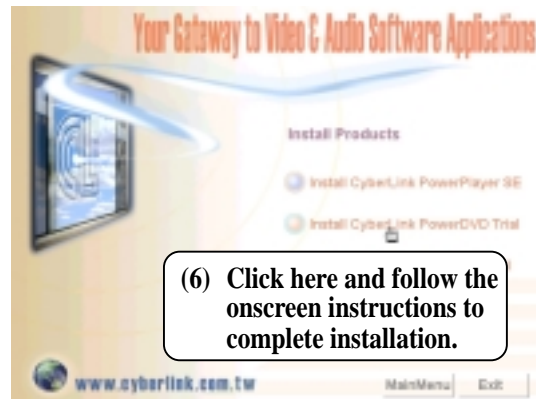 Your Gateway to Video & Audio Software Applications
Install Products
Install CyberLink PowerPlayer SE
Install CyberLink PowerDVD Trial
(6) Click here and follow the
onscreen instructions to
complete installation.
www.cyberlink.com.tw
MainMenu
Exit